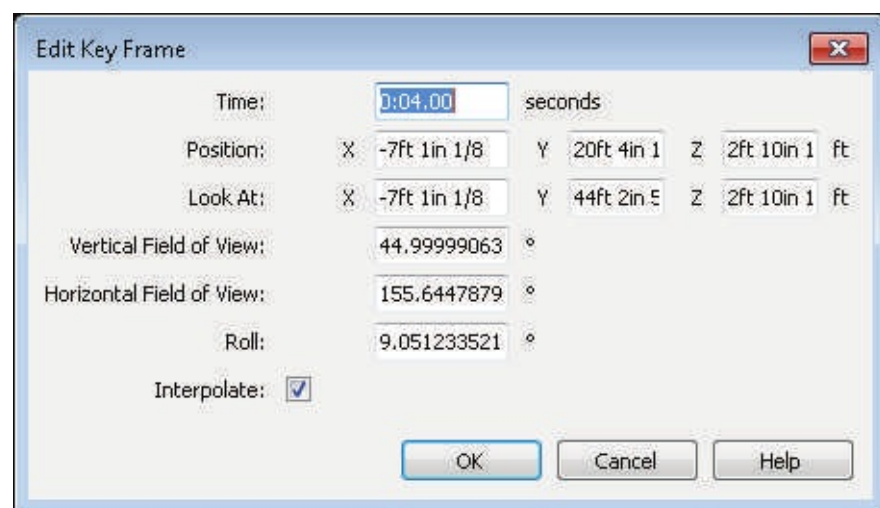 Edit Key Frame
Time: 0:04.00 seconds
Position: X -7ft 1in 1/8 Y 20ft 4in 1 Z 2ft 10in 1 ft
Look At: X -7ft 1in 1/8 Y 44ft 2in 5 Z 2ft 10in 1 ft
Vertical Field of View: 44.99999063 °
Horizontal Field of View: 155.6447879 °
Roll: 9.051233521 °
Interpolate:
OK Cancel Help